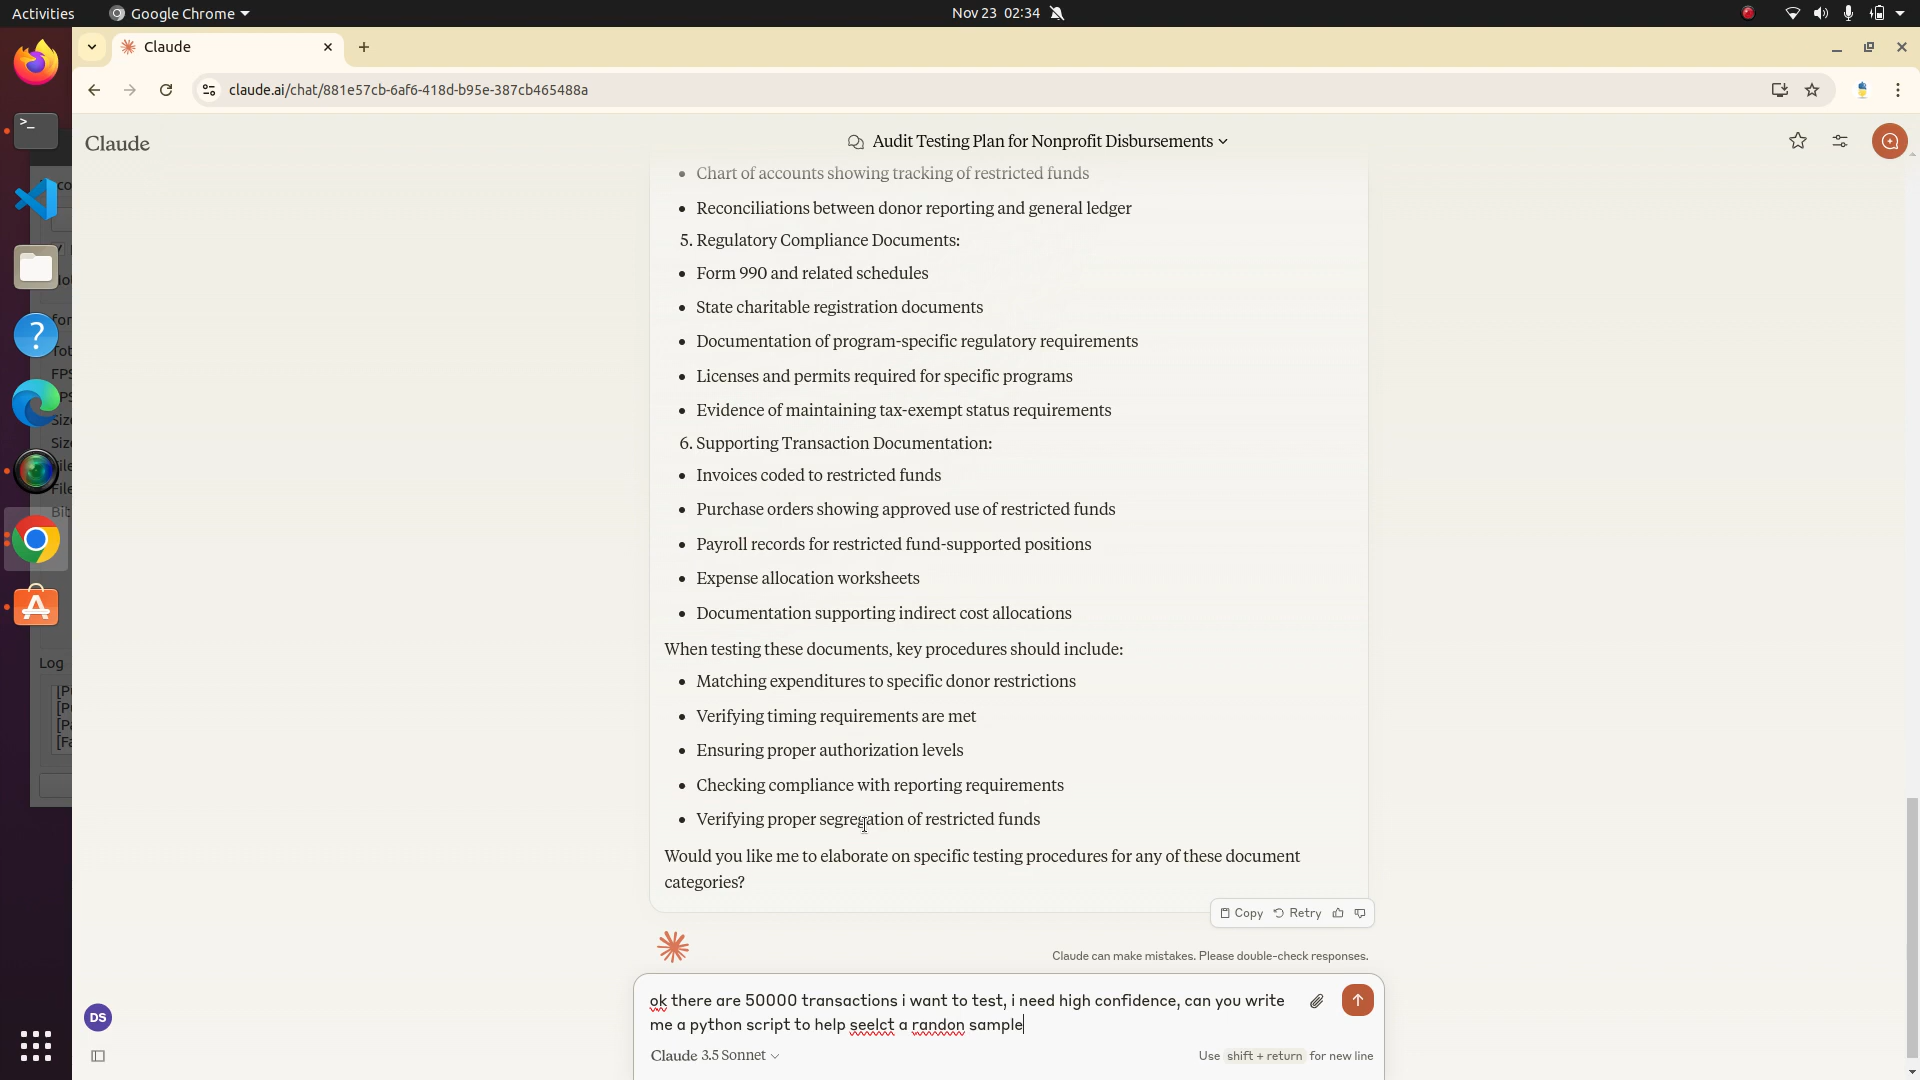 Activities
Google Chrome
Nov 23 02:34
Claude
claude.ai/chat/881e57cb-6af6-418d-b95e-387cb465488a
Claude
Audit Testing Plan for Nonprofit Disbursements
• Chart of accounts showing tracking of restricted funds
• Reconciliations between donor reporting and general ledger
5. Regulatory Compliance Documents:
• Form 990 and related schedules
• State charitable registration documents
• Documentation of program-specific regulatory requirements
• Licenses and permits required for specific programs
• Evidence of maintaining tax-exempt status requirements
6. Supporting Transaction Documentation:
• Invoices coded to restricted funds
• Purchase orders showing approved use of restricted funds
• Payroll records for restricted fund-supported positions
• Expense allocation worksheets
• Documentation supporting indirect cost allocations
When testing these documents, key procedures should include:
• Matching expenditures to specific donor restrictions
• Verifying timing requirements are met
• Ensuring proper authorization levels
• Checking compliance with reporting requirements
• Verifying proper segregation of restricted funds
Would you like me to elaborate on specific testing procedures for any of these document
categories?
Copy Retry
Claude can make mistakes. Please double-check responses.
ok there are 50000 transactions i want to test, i need high confidence, can you write
me a python script to help seelct a randon sample
Claude 3.5 Sonnet
Use shift + return for new line
DS
Log